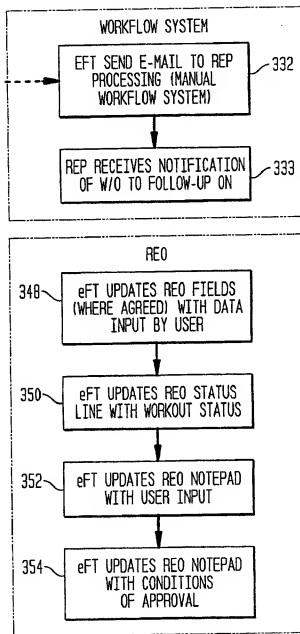 WORKFLOW SYSTEM
EFT SEND E-MAIL TO REP
PROCESSING (MANUAL
WORKFLOW SYSTEM)
332
REP RECEIVES NOTIFICATION
OF W/O TO FOLLOW-UP ON
333
REO
348
eFT UPDATES REO FIELDS
(WHERE AGREED) WITH DATA
INPUT BY USER
350
eFT UPDATES REO STATUS
LINE WITH WORKOUT STATUS
352
eFT UPDATES REO NOTEPAD
WITH USER INPUT
354
eFT UPDATES REO NOTEPAD
WITH CONDITIONS
OF APPROVAL